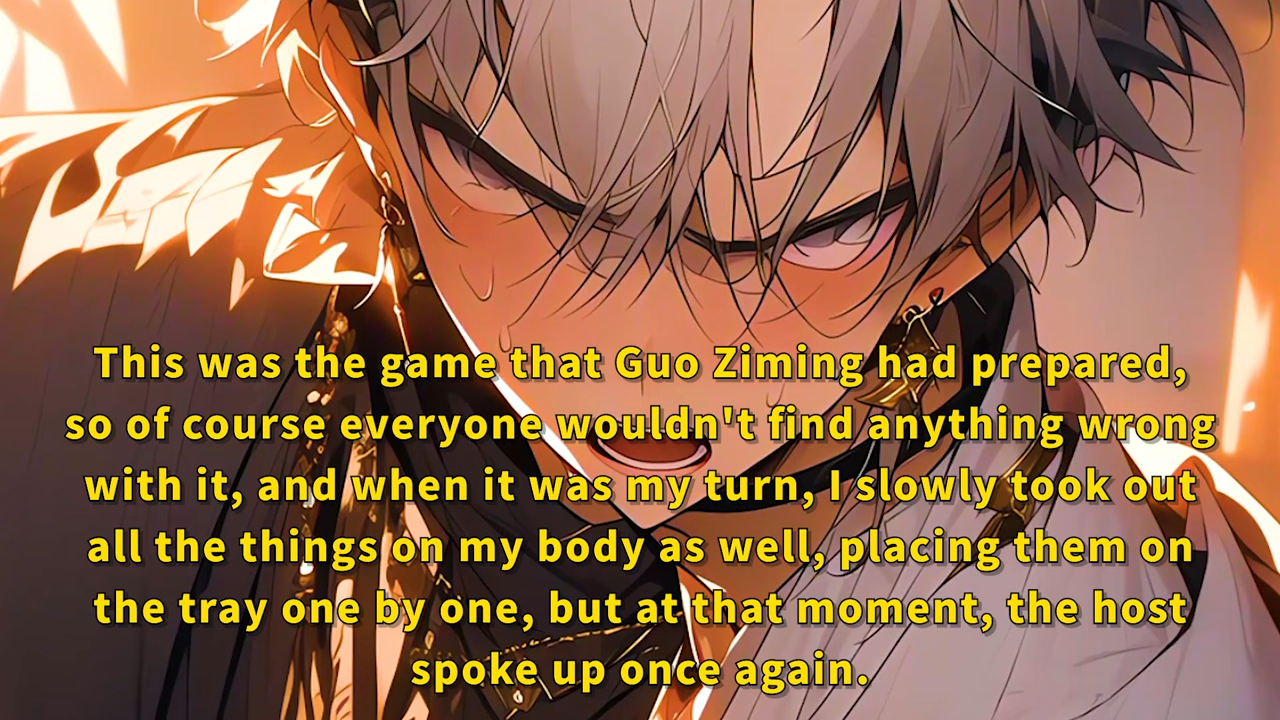 This was the game that Guo Ziming had prepared,
so of course everyone wouldn't find anything wrong
with it, and when it was my turn, I slowly took out
all the things on my body as well, placing them on
the tray one by one, but at that moment, the host
spoke up once again.